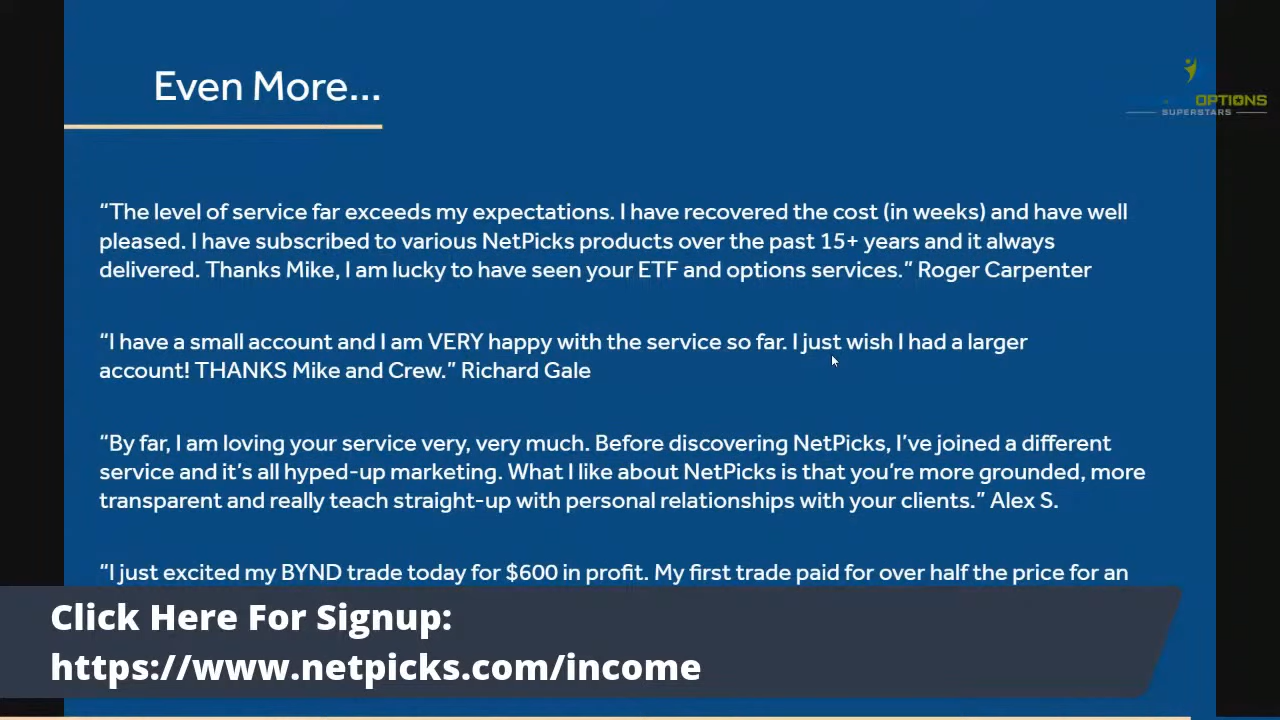 Even More...
OPTIONS
SUPERSTARS
“The level of service far exceeds my expectations. I have recovered the cost (in weeks) and have well
pleased. I have subscribed to various NetPicks products over the past 15+ years and it always
delivered. Thanks Mike, I am lucky to have seen your ETF and options services.” Roger Carpenter
“I have a small account and I am VERY happy with the service so far. I just wish I had a larger
account! THANKS Mike and Crew.” Richard Gale
“By far, I am loving your service very, very much. Before discovering NetPicks, I’ve joined a different
service and it’s all hyped-up marketing. What I like about NetPicks is that you’re more grounded, more
transparent and really teach straight-up with personal relationships with your clients.” Alex S.
“I just excited my BYND trade today for $600 in profit. My first trade paid for over half the price for an
Click Here For Signup:
https://www.netpicks.com/income